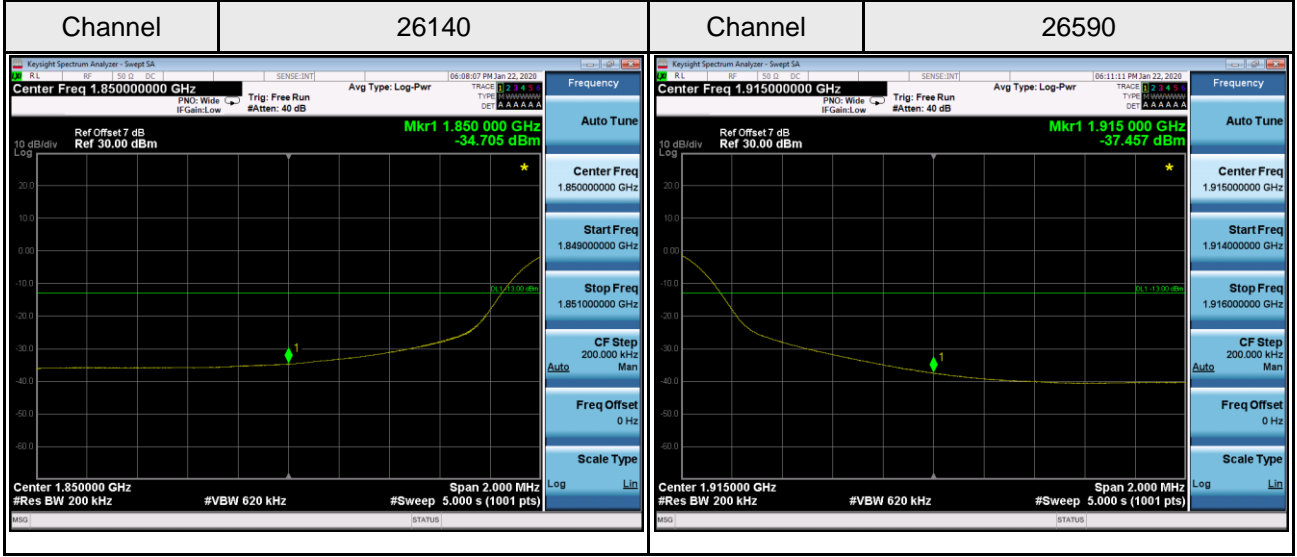 Channel 26140 Channel 26590
Keysight Spectrum Analyzer - Swept SA
RL RF 50 Ω DC SENSE:INT 06:08:07 PM Jan 22, 2020
Center Freq 1.850000000 GHz
PNO: Wide
IFGain:Low
Trig: Free Run
#Atten: 40 dB
Avg Type: Log-Pwr
TRACE 1 2 3 4 5 6
TYPE M WWWWW
DET A A A A A A
Ref Offset 7 dB
Ref 30.00 dBm
10 dB/div
Log
Mkr1 1.850 000 GHz
-34.705 dBm
20.0
10.0
0.00
-10.0
-20.0
-30.0
-40.0
-50.0
-60.0
DL1 -13.00 dBm
1
*
Center 1.850000 GHz Span 2.000 MHz
#Res BW 200 kHz #VBW 620 kHz #Sweep 5.000 s (1001 pts)
MSG STATUS
Frequency
Auto Tune
Center Freq
1.850000000 GHz
Start Freq
1.849000000 GHz
Stop Freq
1.851000000 GHz
CF Step
200.000 kHz
Auto Man
Freq Offset
0 Hz
Scale Type
Log Lin
Keysight Spectrum Analyzer - Swept SA
RL RF 50 Ω DC SENSE:INT 06:11:11 PM Jan 22, 2020
Center Freq 1.915000000 GHz
PNO: Wide
IFGain:Low
Trig: Free Run
#Atten: 40 dB
Avg Type: Log-Pwr
TRACE 1 2 3 4 5 6
TYPE M WWWWW
DET A A A A A A
Ref Offset 7 dB
Ref 30.00 dBm
10 dB/div
Log
Mkr1 1.915 000 GHz
-37.457 dBm
20.0
10.0
0.00
-10.0
-20.0
-30.0
-40.0
-50.0
-60.0
DL1 -13.00 dBm
1
*
Center 1.915000 GHz Span 2.000 MHz
#Res BW 200 kHz #VBW 620 kHz #Sweep 5.000 s (1001 pts)
MSG STATUS
Frequency
Auto Tune
Center Freq
1.915000000 GHz
Start Freq
1.914000000 GHz
Stop Freq
1.916000000 GHz
CF Step
200.000 kHz
Auto Man
Freq Offset
0 Hz
Scale Type
Log Lin